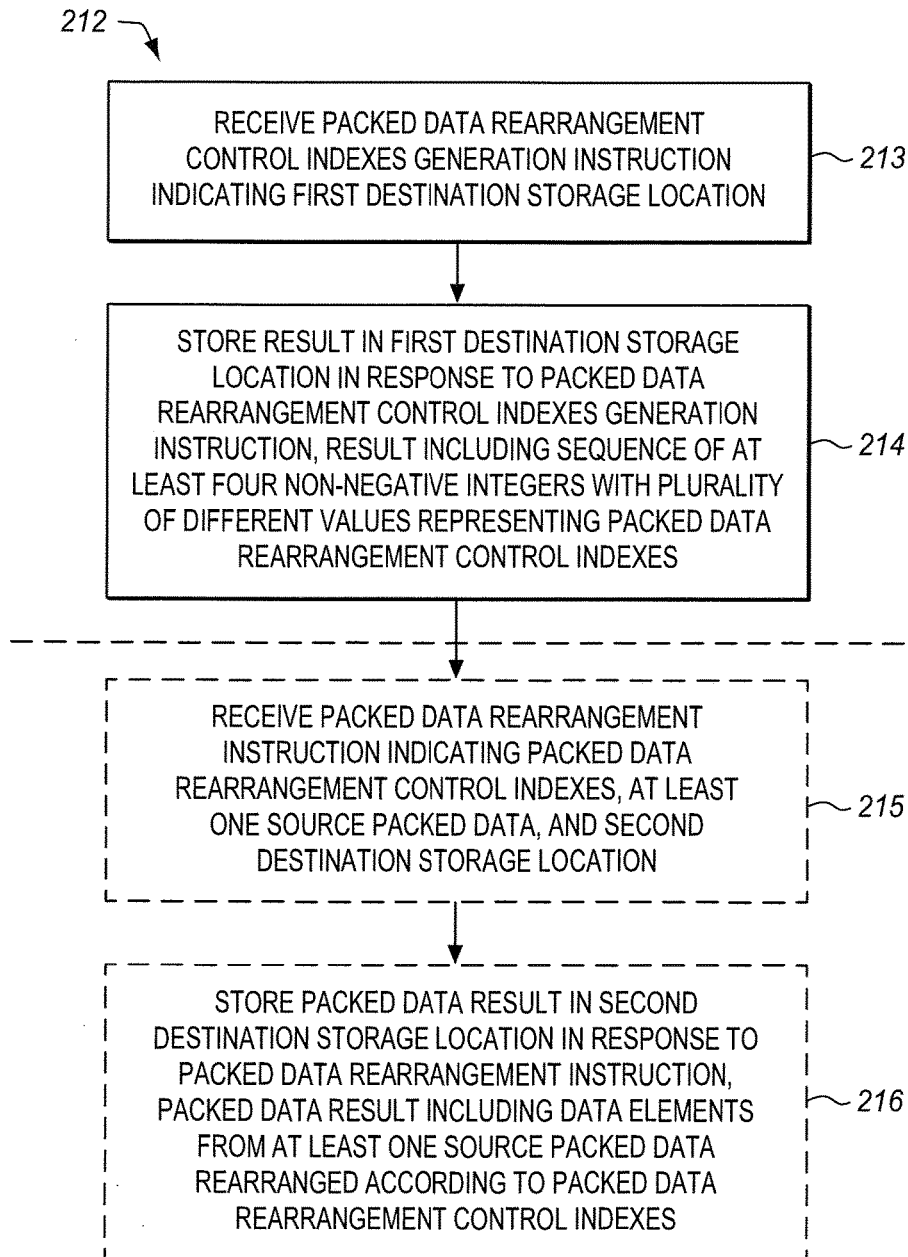 212
RECEIVE PACKED DATA REARRANGEMENT
CONTROL INDEXES GENERATION INSTRUCTION
INDICATING FIRST DESTINATION STORAGE LOCATION
213
STORE RESULT IN FIRST DESTINATION STORAGE
LOCATION IN RESPONSE TO PACKED DATA
REARRANGEMENT CONTROL INDEXES GENERATION
INSTRUCTION, RESULT INCLUDING SEQUENCE OF AT
LEAST FOUR NON-NEGATIVE INTEGERS WITH PLURALITY
OF DIFFERENT VALUES REPRESENTING PACKED DATA
REARRANGEMENT CONTROL INDEXES
214
RECEIVE PACKED DATA REARRANGEMENT
INSTRUCTION INDICATING PACKED DATA
REARRANGEMENT CONTROL INDEXES, AT LEAST
ONE SOURCE PACKED DATA, AND SECOND
DESTINATION STORAGE LOCATION
215
STORE PACKED DATA RESULT IN SECOND
DESTINATION STORAGE LOCATION IN RESPONSE TO
PACKED DATA REARRANGEMENT INSTRUCTION,
PACKED DATA RESULT INCLUDING DATA ELEMENTS
FROM AT LEAST ONE SOURCE PACKED DATA
REARRANGED ACCORDING TO PACKED DATA
REARRANGEMENT CONTROL INDEXES
216